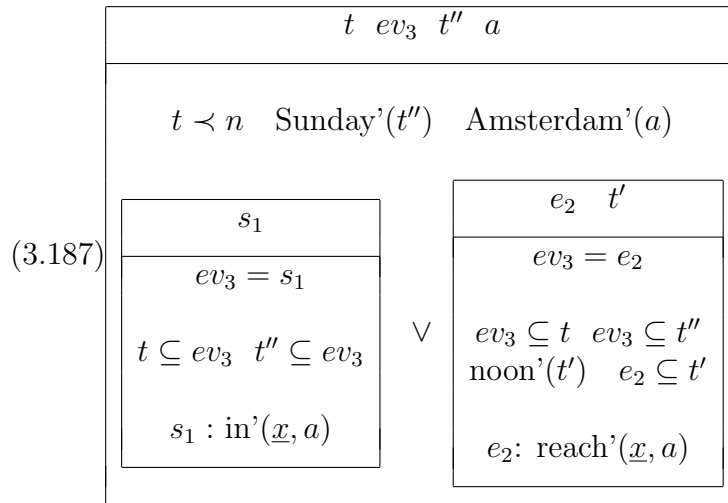 t ev₃ t″ a
t ≺ n Sunday’(t″) Amsterdam’(a)
(3.187)
s₁
ev₃ = s₁
t ⊆ ev₃ t″ ⊆ ev₃
s₁ : in’(x̲, a)
∨
e₂ t′
ev₃ = e₂
ev₃ ⊆ t ev₃ ⊆ t″
noon’(t′) e₂ ⊆ t′
e₂: reach’(x̲, a)